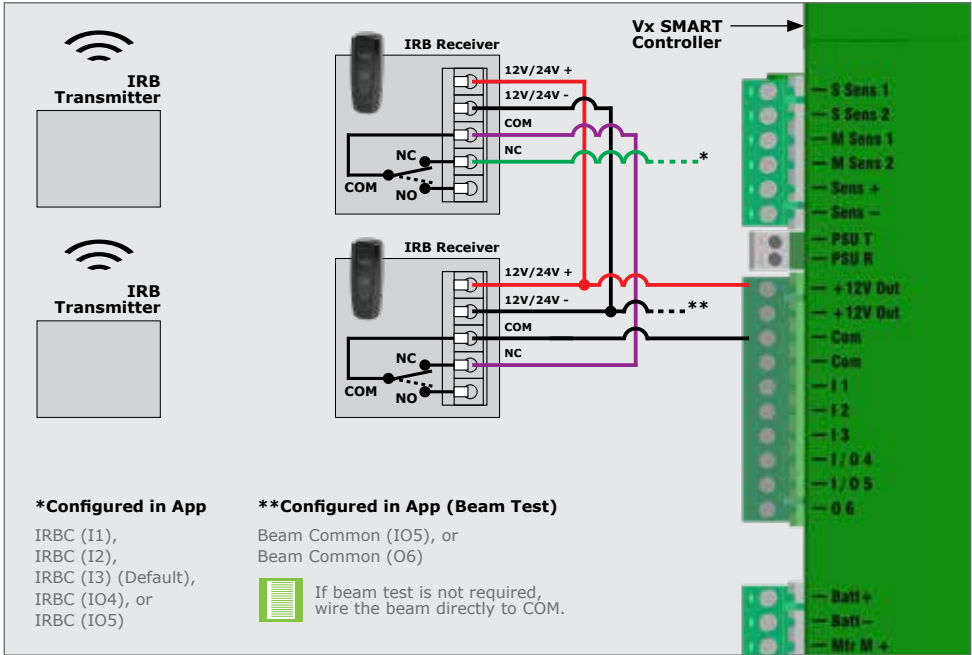 Vx SMART
Controller
IRB
Transmitter
IRB Receiver
12V/24V +
12V/24V -
COM
NC
NC
COM
NO
*
IRB
Transmitter
IRB Receiver
12V/24V +
12V/24V -
COM
NC
NC
COM
NO
**
S Sens 1
S Sens 2
M Sens 1
M Sens 2
Sens +
Sens –
PSU T
PSU R
+12V Out
+12V Out
Com
Com
I 1
I 2
I 3
I / O 4
I / O 5
O 6
Batt +
Batt –
Mtr M +
*Configured in App
IRBC (I1),
IRBC (I2),
IRBC (I3) (Default),
IRBC (IO4), or
IRBC (IO5)
**Configured in App (Beam Test)
Beam Common (IO5), or
Beam Common (O6)
If beam test is not required,
wire the beam directly to COM.